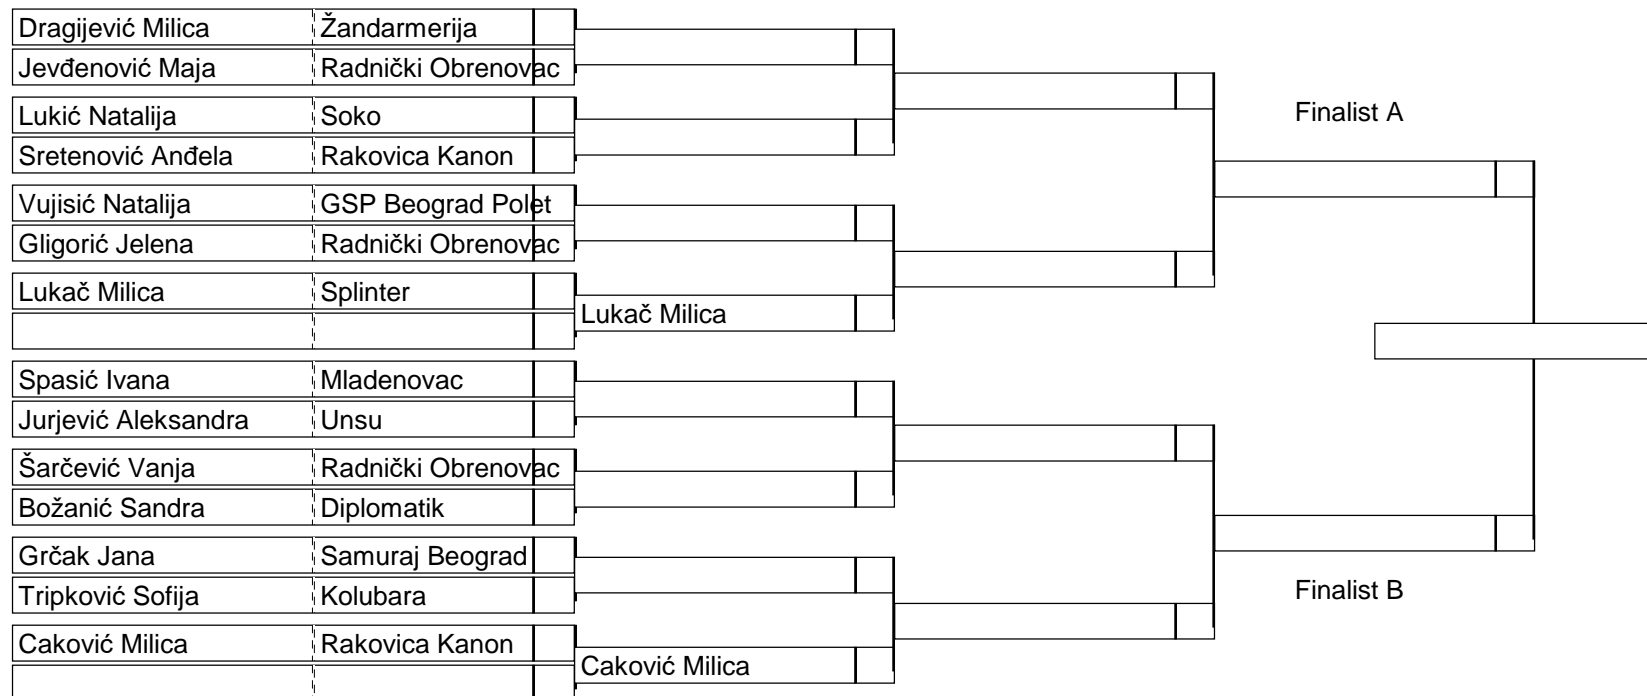 Dragijević Milica Žandarmerija
Jevđenović Maja Radnički Obrenovac
Lukić Natalija Soko
Finalist A
Sretenović Anđela Rakovica Kanon
Vujisić Natalija GSP Beograd Polet
Gligorić Jelena Radnički Obrenovac
Lukač Milica Splinter
Lukač Milica
Spasić Ivana Mladenovac
Jurjević Aleksandra Unsu
Šarčević Vanja Radnički Obrenovac
Božanić Sandra Diplomatik
Grčak Jana Samuraj Beograd
Tripković Sofija Kolubara
Finalist B
Caković Milica Rakovica Kanon
Caković Milica